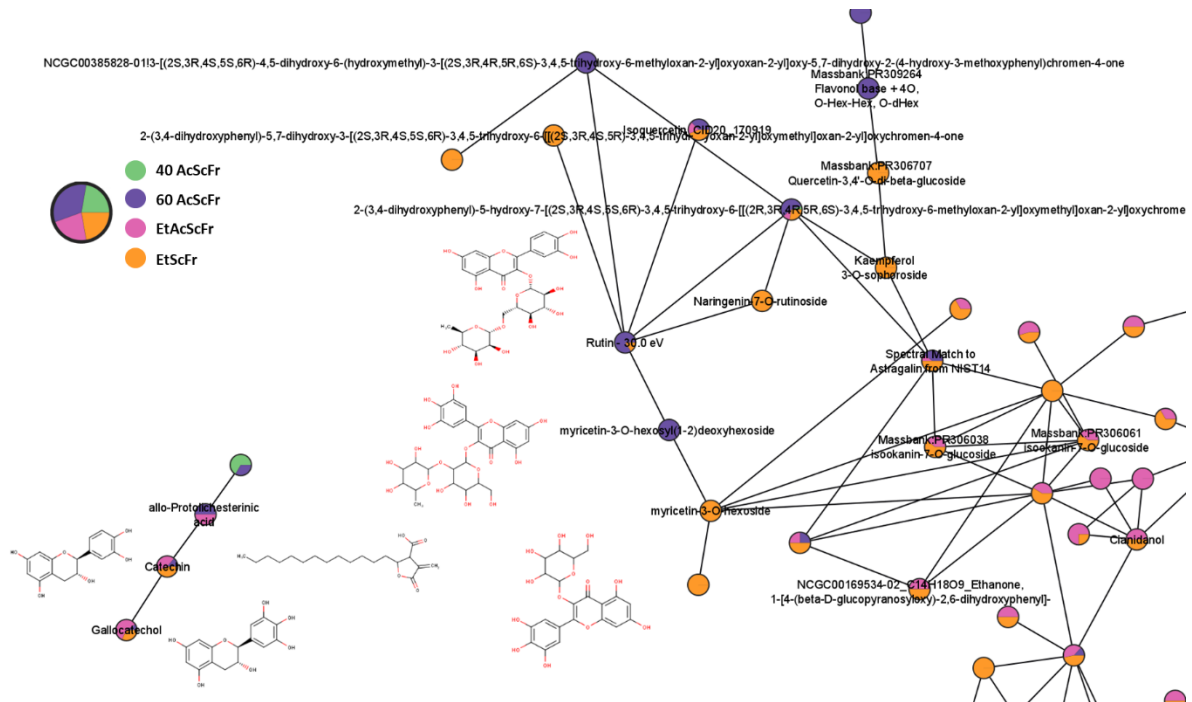 NCGC00385828-01!3-[(2S,3R,4S,5S,6R)-4,5-dihydroxy-6-(hydroxymethyl)-3-[(2S,3R,4R,5R,6S)-3,4,5-trihydroxy-6-methyloxan-2-yl]oxyoxan-2-yl]oxy-5,7-dihydroxy-2-(4-hydroxy-3-methoxyphenyl)chromen-4-one
Massbank:PR309264
Flavonol base + 4O,
O-Hex-Hex, O-dHex
Isoquercetin_CID20_170919
2-(3,4-dihydroxyphenyl)-5,7-dihydroxy-3-[(2S,3R,4S,5S,6R)-3,4,5-trihydroxy-6-[[(2S,3R,4S,5R)-3,4,5-trihydroxyoxan-2-yl]oxymethyl]oxan-2-yl]oxychromen-4-one
40 AcScFr
60 AcScFr
EtAcScFr
EtScFr
Massbank:PR306707
Quercetin-3,4'-O-di-beta-glucoside
2-(3,4-dihydroxyphenyl)-5-hydroxy-7-[(2S,3R,4S,5S,6R)-3,4,5-trihydroxy-6-[[(2R,3R,4R,5R,6S)-3,4,5-trihydroxy-6-methyloxan-2-yl]oxymethyl]oxan-2-yl]oxychrome
Kaempferol
3-O-sophoroside
Naringenin-7-O-rutinoside
Rutin - 30.0 eV
Spectral Match to
Astragalin from NIST14
myricetin-3-O-hexosyl(1-2)deoxyhexoside
Massbank:PR306038
isookanin-7-O-glucoside
Massbank:PR306061
isookanin-7-O-glucoside
myricetin-3-O-hexoside
Cianidanol
allo-Protolichesterinic
acid
Catechin
Gallocatechol
NCGC00169534-02_C14H18O9_Ethanone,
1-[4-(beta-D-glucopyranosyloxy)-2,6-dihydroxyphenyl]-